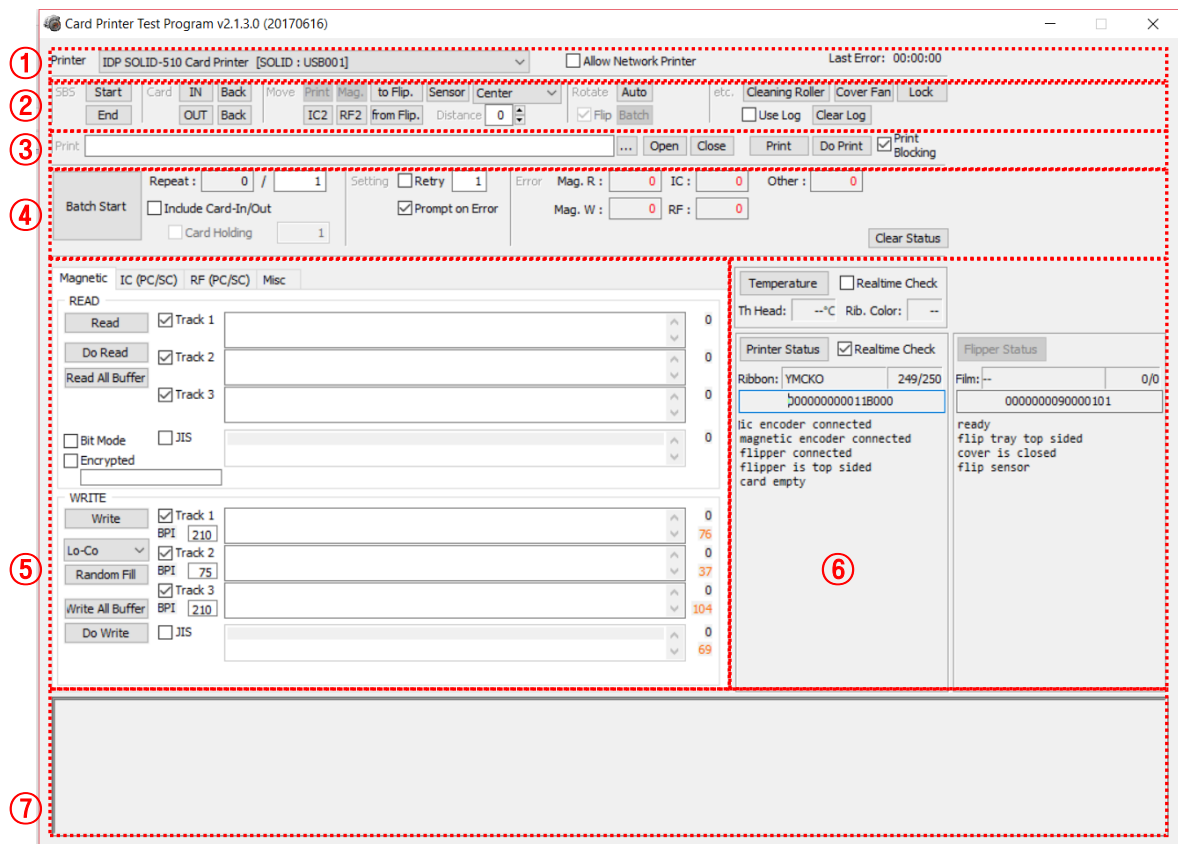 Card Printer Test Program v2.1.3.0 (20170616)
① Printer IDP SOLID-510 Card Printer [SOLID : USB001] Allow Network Printer Last Error: 00:00:00
② SBS Start Card IN Back Move Print Mag. to Flip. Sensor Center Rotate Auto etc. Cleaning Roller Cover Fan Lock
End OUT Back IC2 RF2 from Flip. Distance 0 Flip Batch Use Log Clear Log
③ Print ... Open Close Print Do Print Print Blocking
④ Batch Start Repeat : 0 / 1 Setting Retry 1 Error Mag. R : 0 IC : 0 Other : 0
Include Card-In/Out Prompt on Error Mag. W : 0 RF : 0
Card Holding 1 Clear Status
Magnetic IC (PC/SC) RF (PC/SC) Misc
READ
Read Track 1 0
Do Read Track 2 0
Read All Buffer
Track 3 0
Bit Mode JIS 0
Encrypted
WRITE
Write Track 1 0
BPI 210 76
Lo-Co Track 2 0
⑤ Random Fill BPI 75 37
Track 3 0
Write All Buffer BPI 210 104
Do Write JIS 0
69
Temperature Realtime Check
Th Head: --°C Rib. Color: --
Printer Status Realtime Check
Ribbon: YMCKO 249/250
000000000011B000
ic encoder connected
magnetic encoder connected
flipper connected
flipper is top sided
card empty
⑥
Flipper Status
Film: -- 0/0
0000000090000101
ready
flip tray top sided
cover is closed
flip sensor
⑦